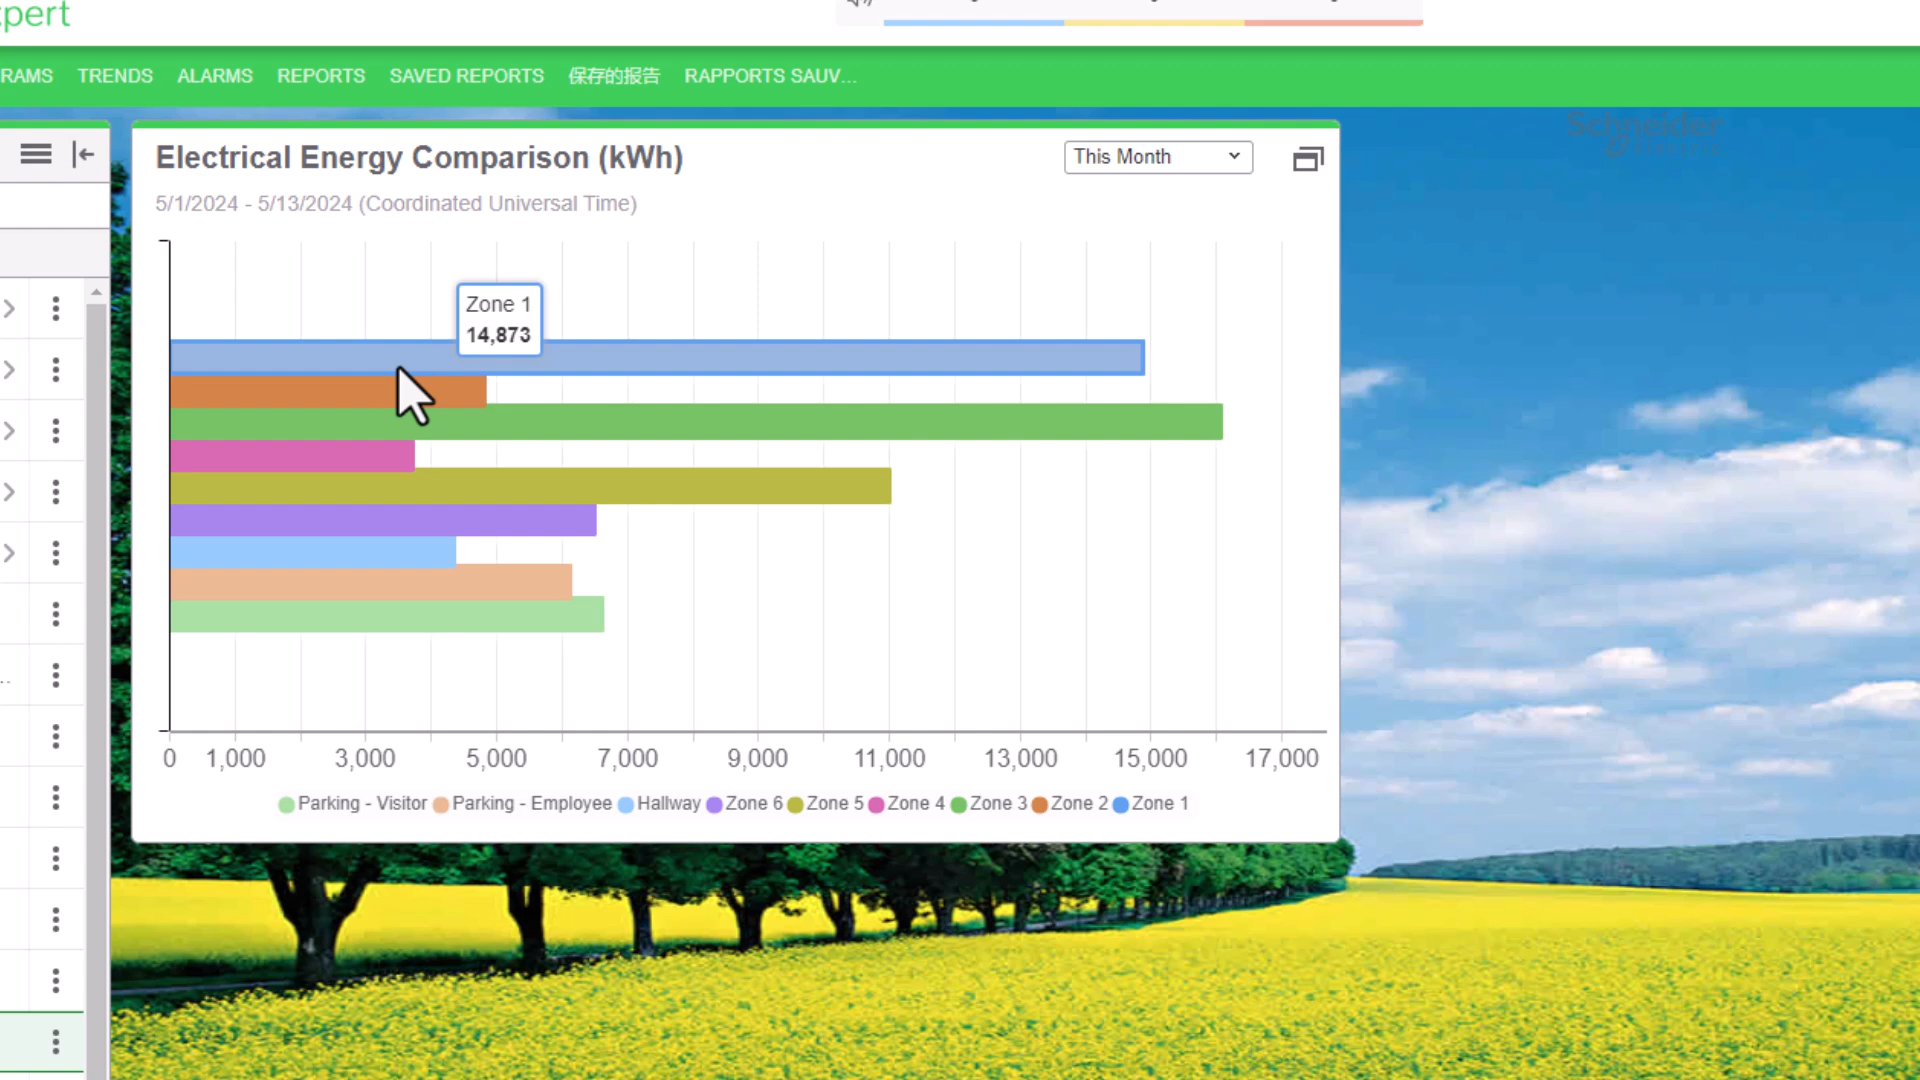 pert
RAMS TRENDS ALARMS REPORTS SAVED REPORTS 保存的报告 RAPPORTS SAUV...
Schneider
Electrical Energy Comparison (kWh)
This Month
5/1/2024 - 5/13/2024 (Coordinated Universal Time)
Zone 1
14,873
0 1,000 3,000 5,000 7,000 9,000 11,000 13,000 15,000 17,000
Parking - Visitor Parking - Employee Hallway Zone 6 Zone 5 Zone 4 Zone 3 Zone 2 Zone 1